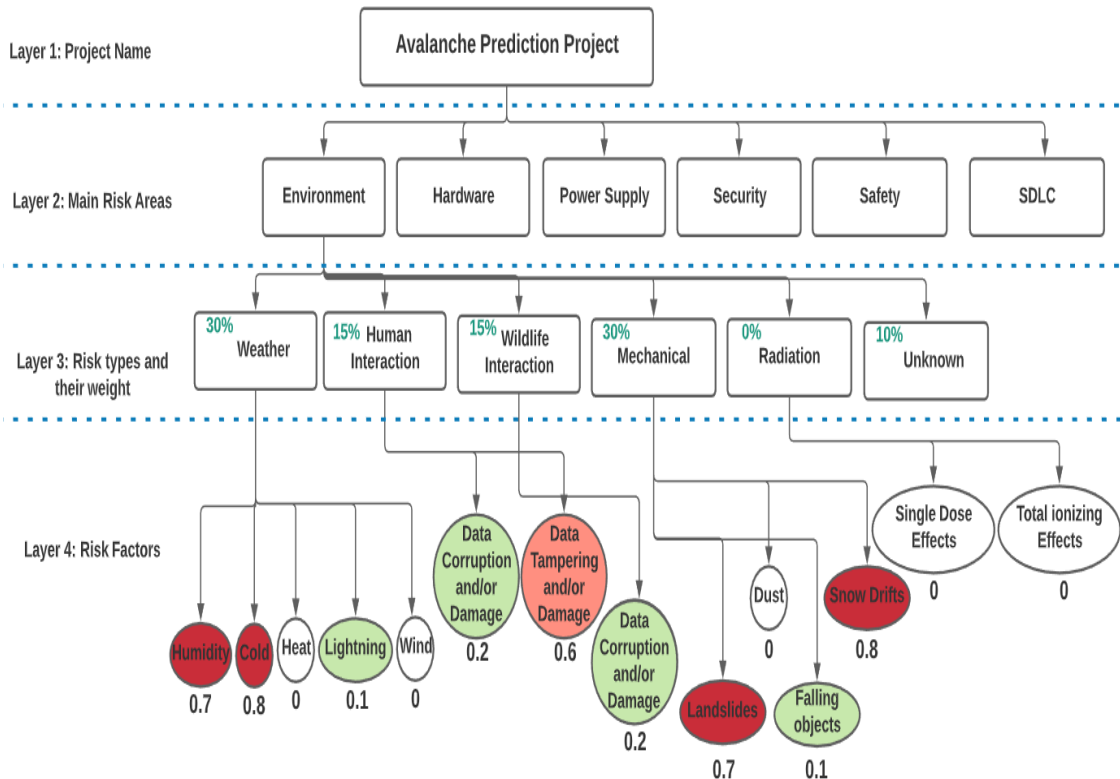 Layer 1: Project Name
Avalanche Prediction Project
Layer 2: Main Risk Areas
Environment
Hardware
Power Supply
Security
Safety
SDLC
Layer 3: Risk types and
their weight
30%
Weather
15% Human
Interaction
15% Wildlife
Interaction
30%
Mechanical
0%
Radiation
10%
Unknown
Layer 4: Risk Factors
Humidity
0.7
Cold
0.8
Heat
0
Lightning
0.1
Wind
0
Data
Corruption
and/or
Damage
0.2
Data
Tampering
and/or
Damage
0.6
Data
Corruption
and/or
Damage
0.2
Landslides
0.7
Dust
0
Falling
objects
0.1
Snow Drifts
0.8
Single Dose
Effects
0
Total ionizing
Effects
0